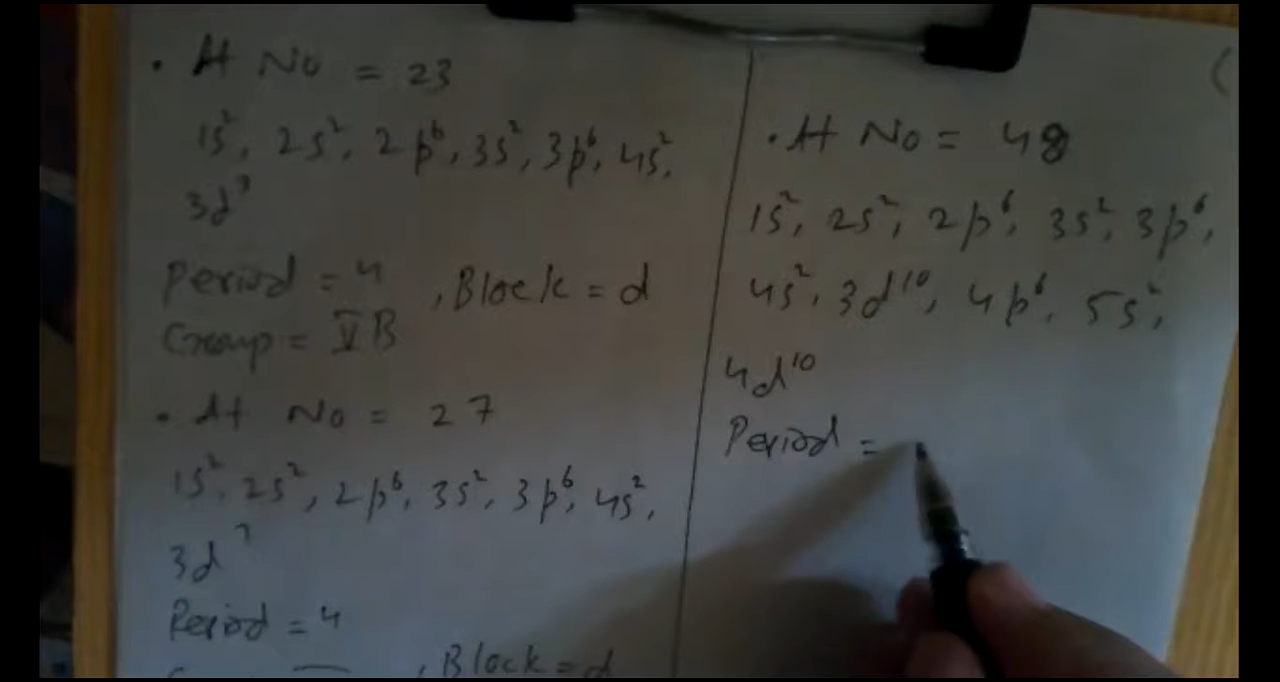 • At No = 23
1s², 2s², 2p⁶, 3s², 3p⁶, 4s²,
3d³
Period = 4
, Block = d
Group = VB
• At No = 27
1s², 2s², 2p⁶, 3s², 3p⁶, 4s²,
3d⁷
Period = 4
, Block = d
• At No = 48
1s², 2s², 2p⁶, 3s², 3p⁶,
4s², 3d¹⁰, 4p⁶, 5s²,
4d¹⁰
Period =